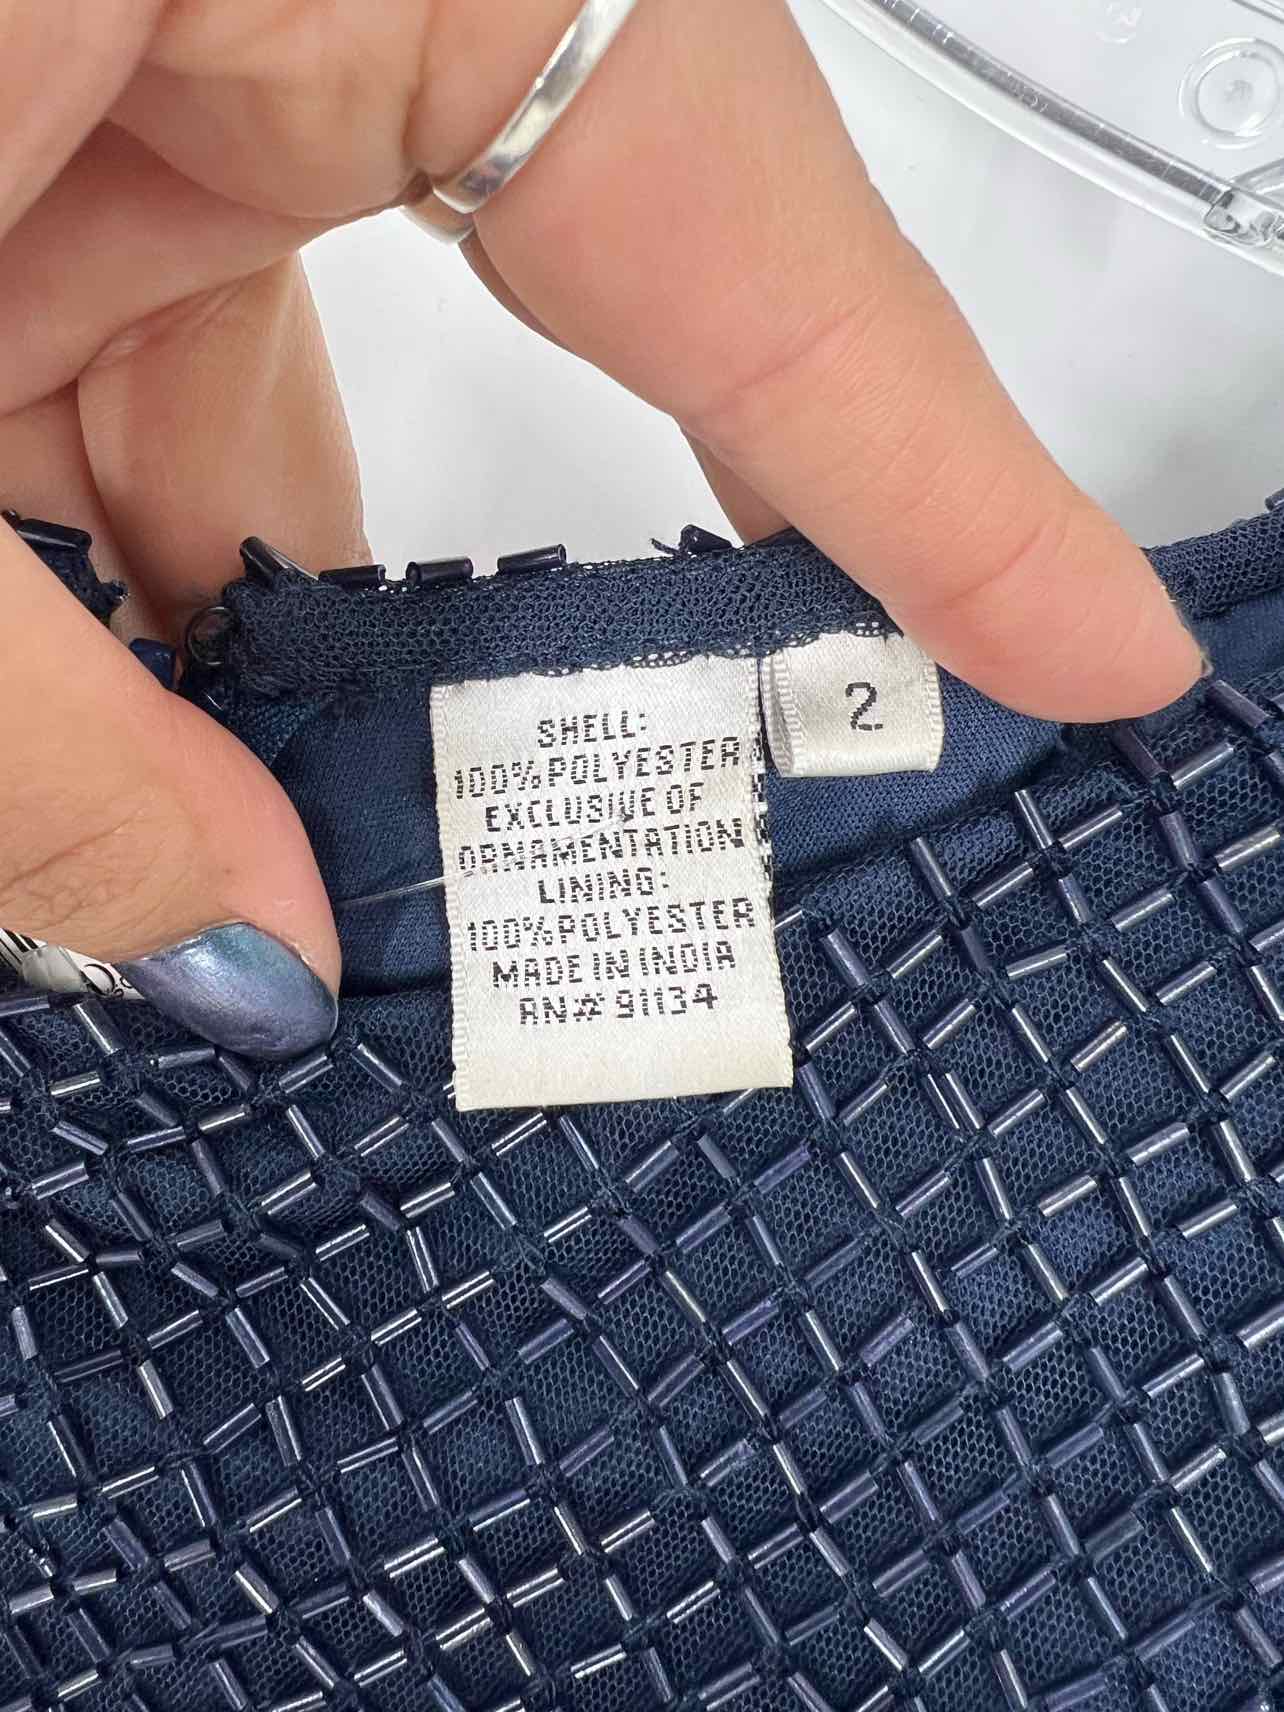 SHELL:
100% POLYESTER
EXCLUSIVE OF
ORNAMENTATION
LINING:
100% POLYESTER
MADE IN INDIA
RN# 91134
2